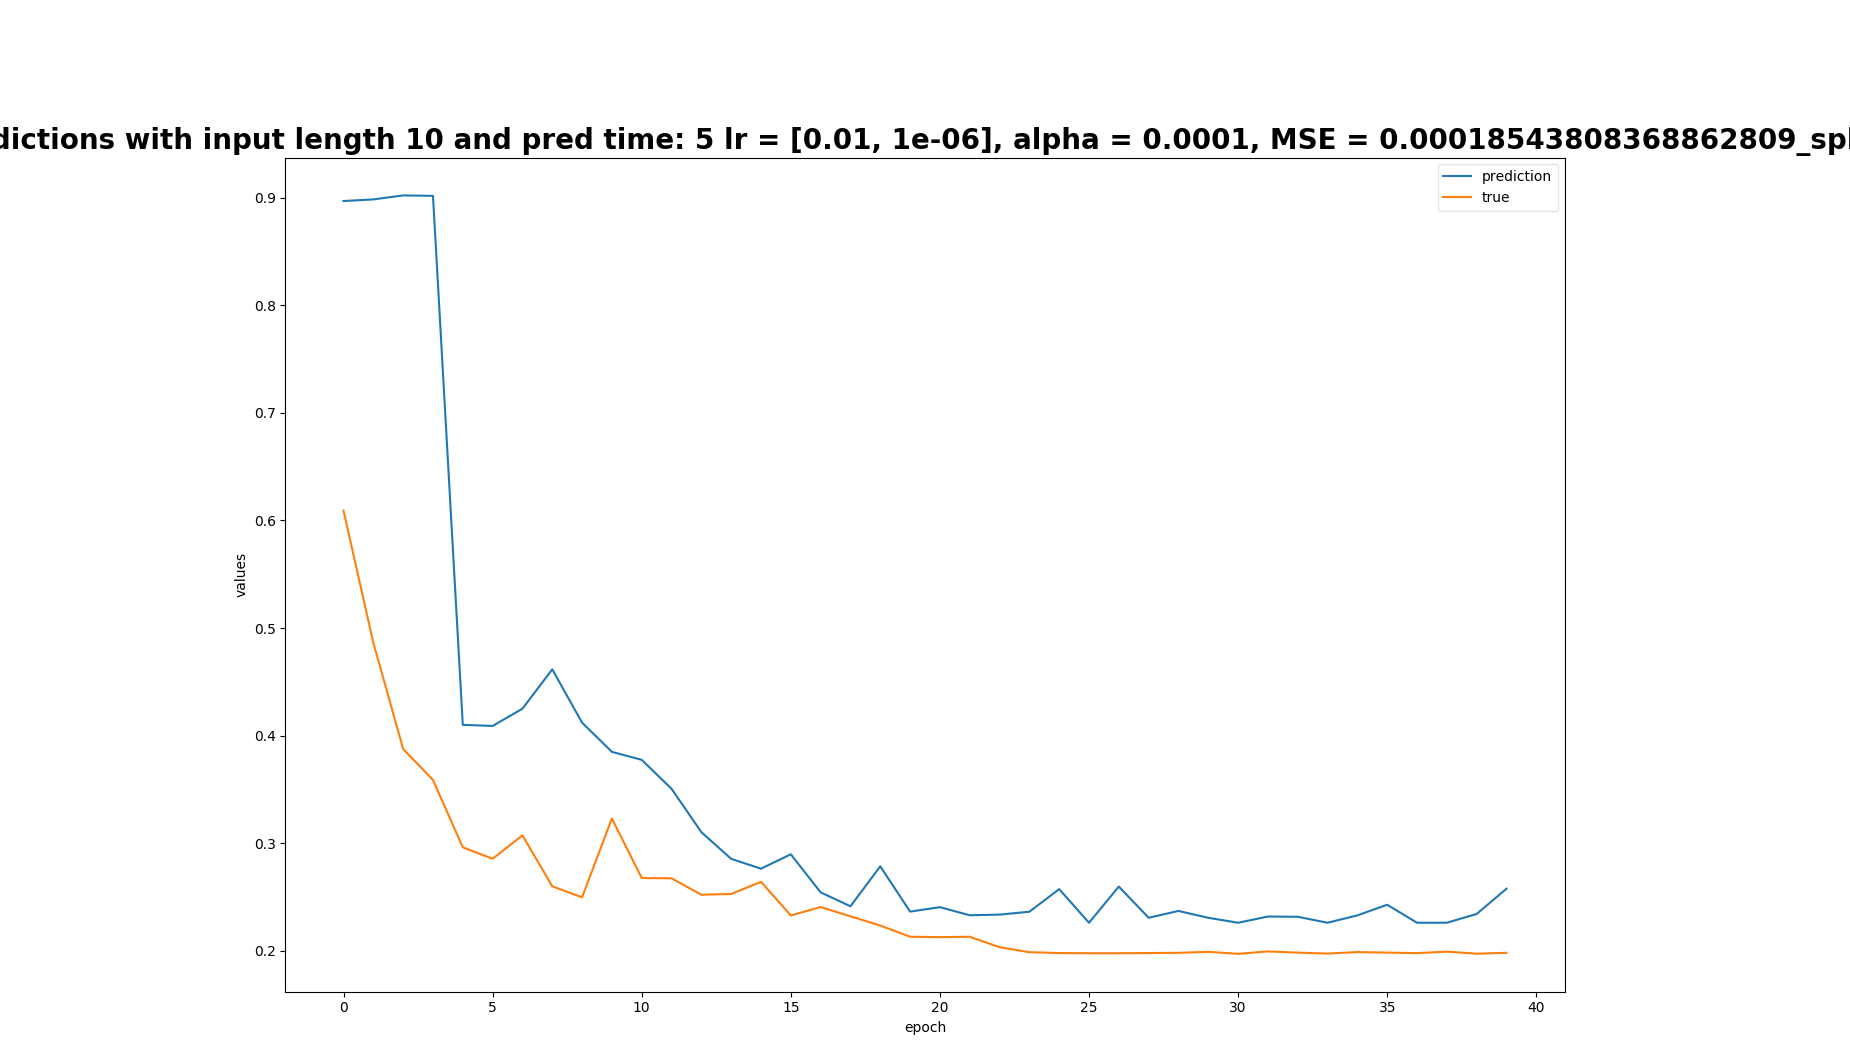 dictions with input length 10 and pred time: 5 lr = [0.01, 1e-06], alpha = 0.0001, MSE = 0.00018543808368862809_spl
prediction
true
0.9
0.8
0.7
0.6
0.5
0.4
0.3
0.2
values
0 5 10 15 20 25 30 35 40
epoch